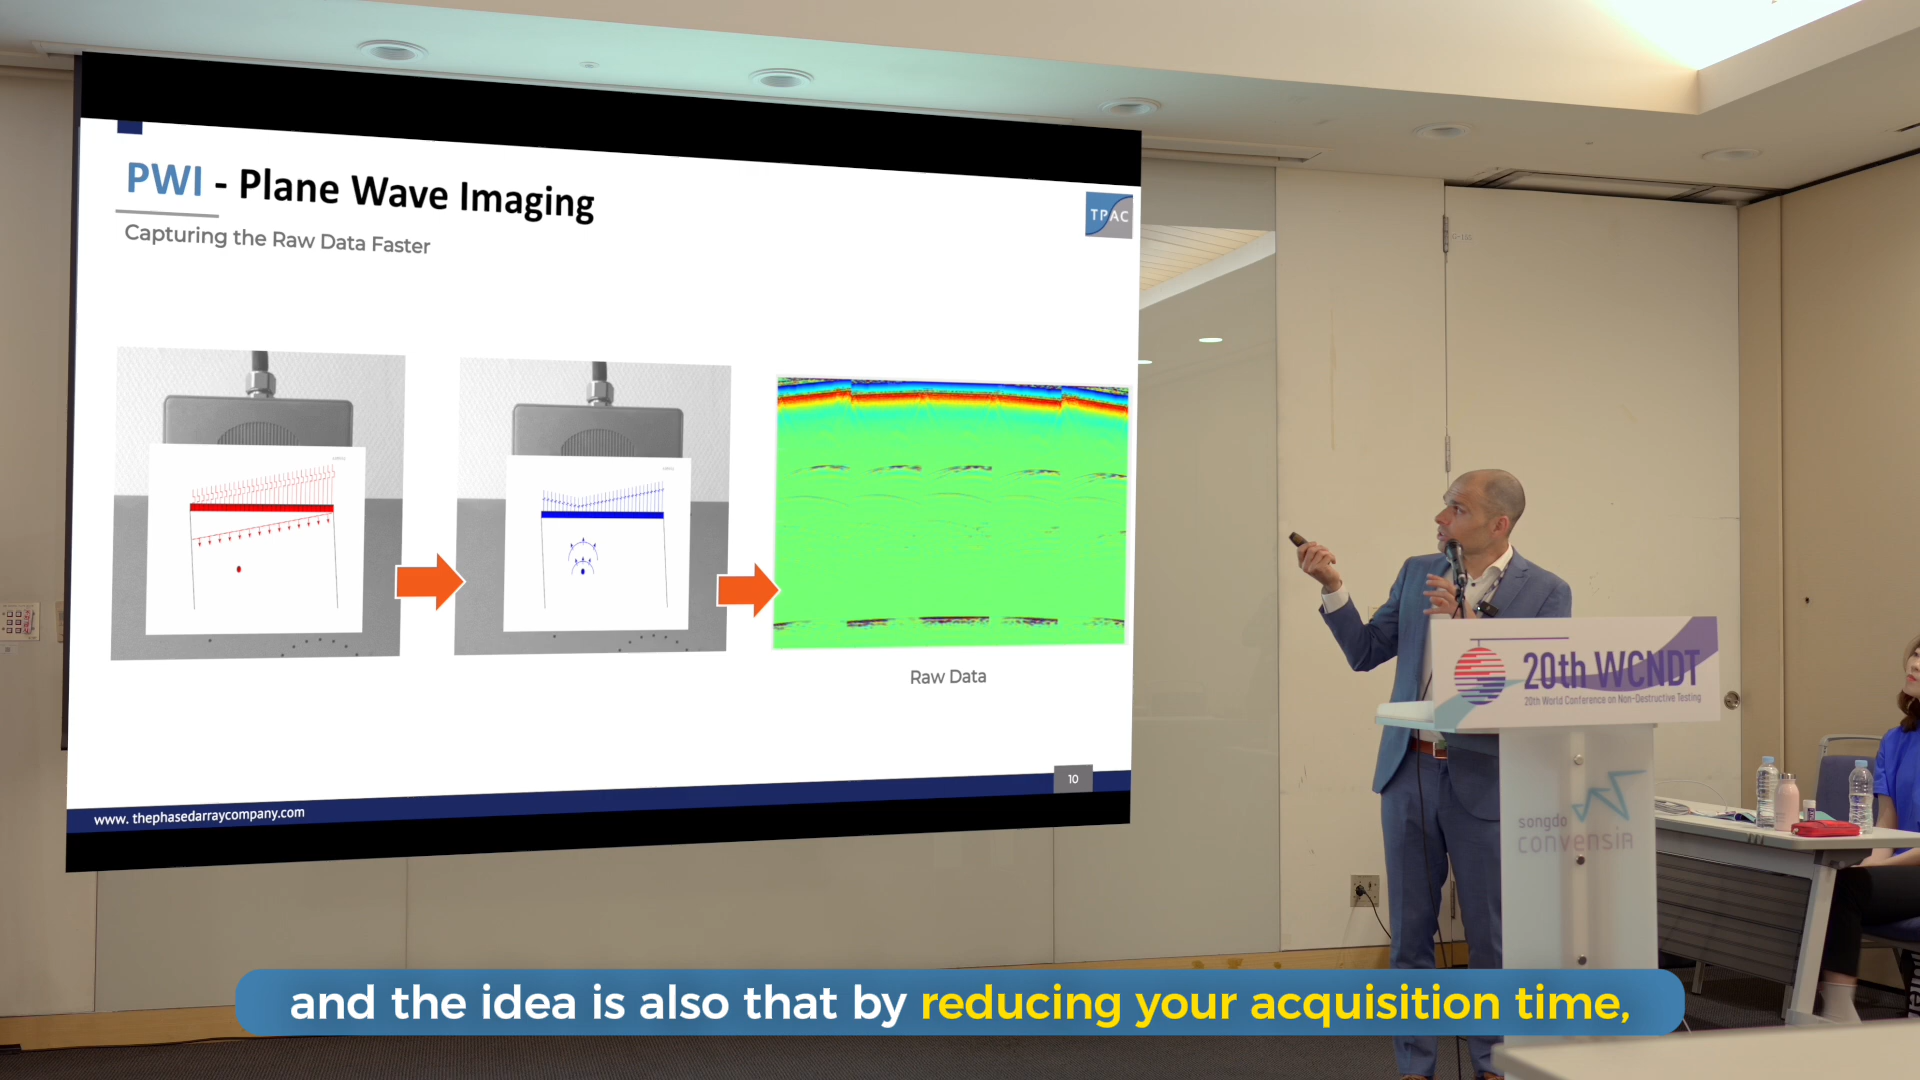 PWI - Plane Wave Imaging
TPAC
Capturing the Raw Data Faster
Raw Data
10
www. thephasedarraycompany.com
20th WCNDT
20th World Conference on Non-Destructive Testing
songdo
convensia
and the idea is also that by reducing your acquisition time,